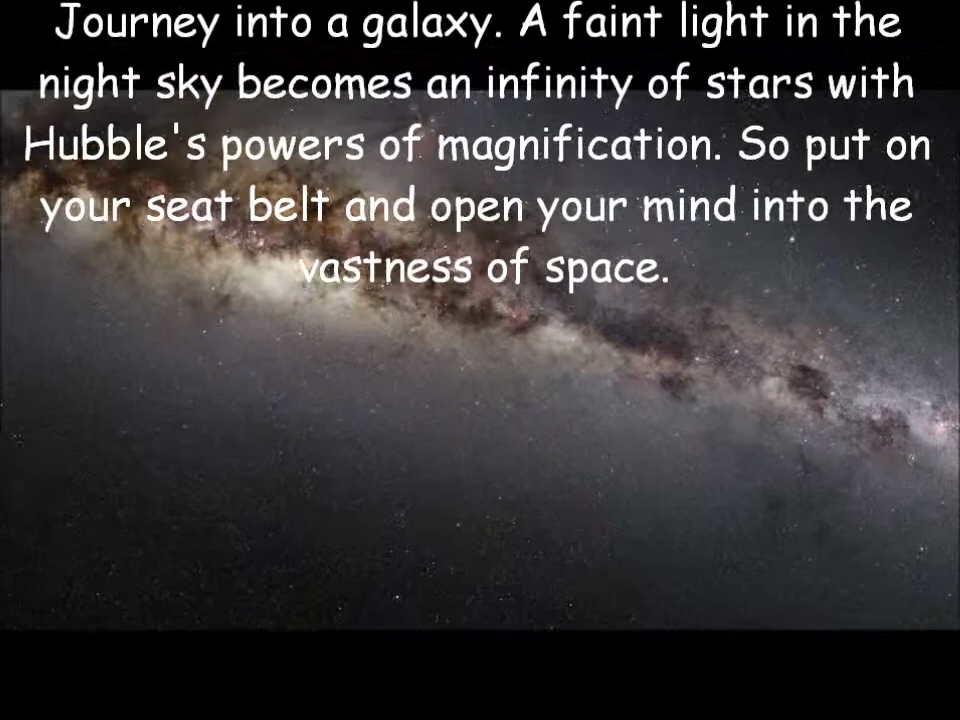 Journey into a galaxy. A faint light in the
night sky becomes an infinity of stars with
Hubble's powers of magnification. So put on
your seat belt and open your mind into the
vastness of space.